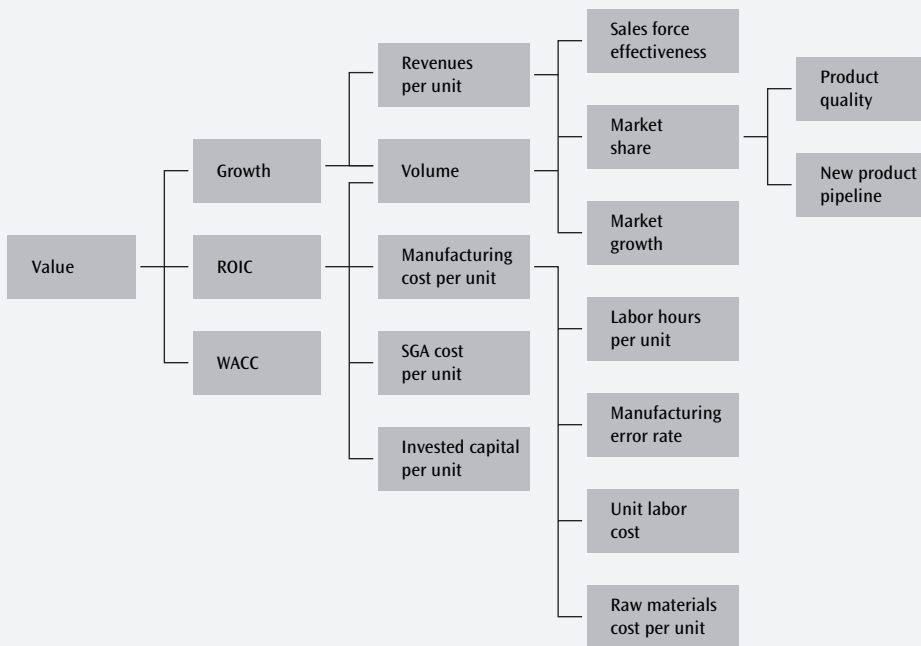 Value
Growth
ROIC
WACC
Revenues
per unit
Volume
Manufacturing
cost per unit
SGA cost
per unit
Invested capital
per unit
Sales force
effectiveness
Market
share
Market
growth
Labor hours
per unit
Manufacturing
error rate
Unit labor
cost
Raw materials
cost per unit
Product
quality
New product
pipeline